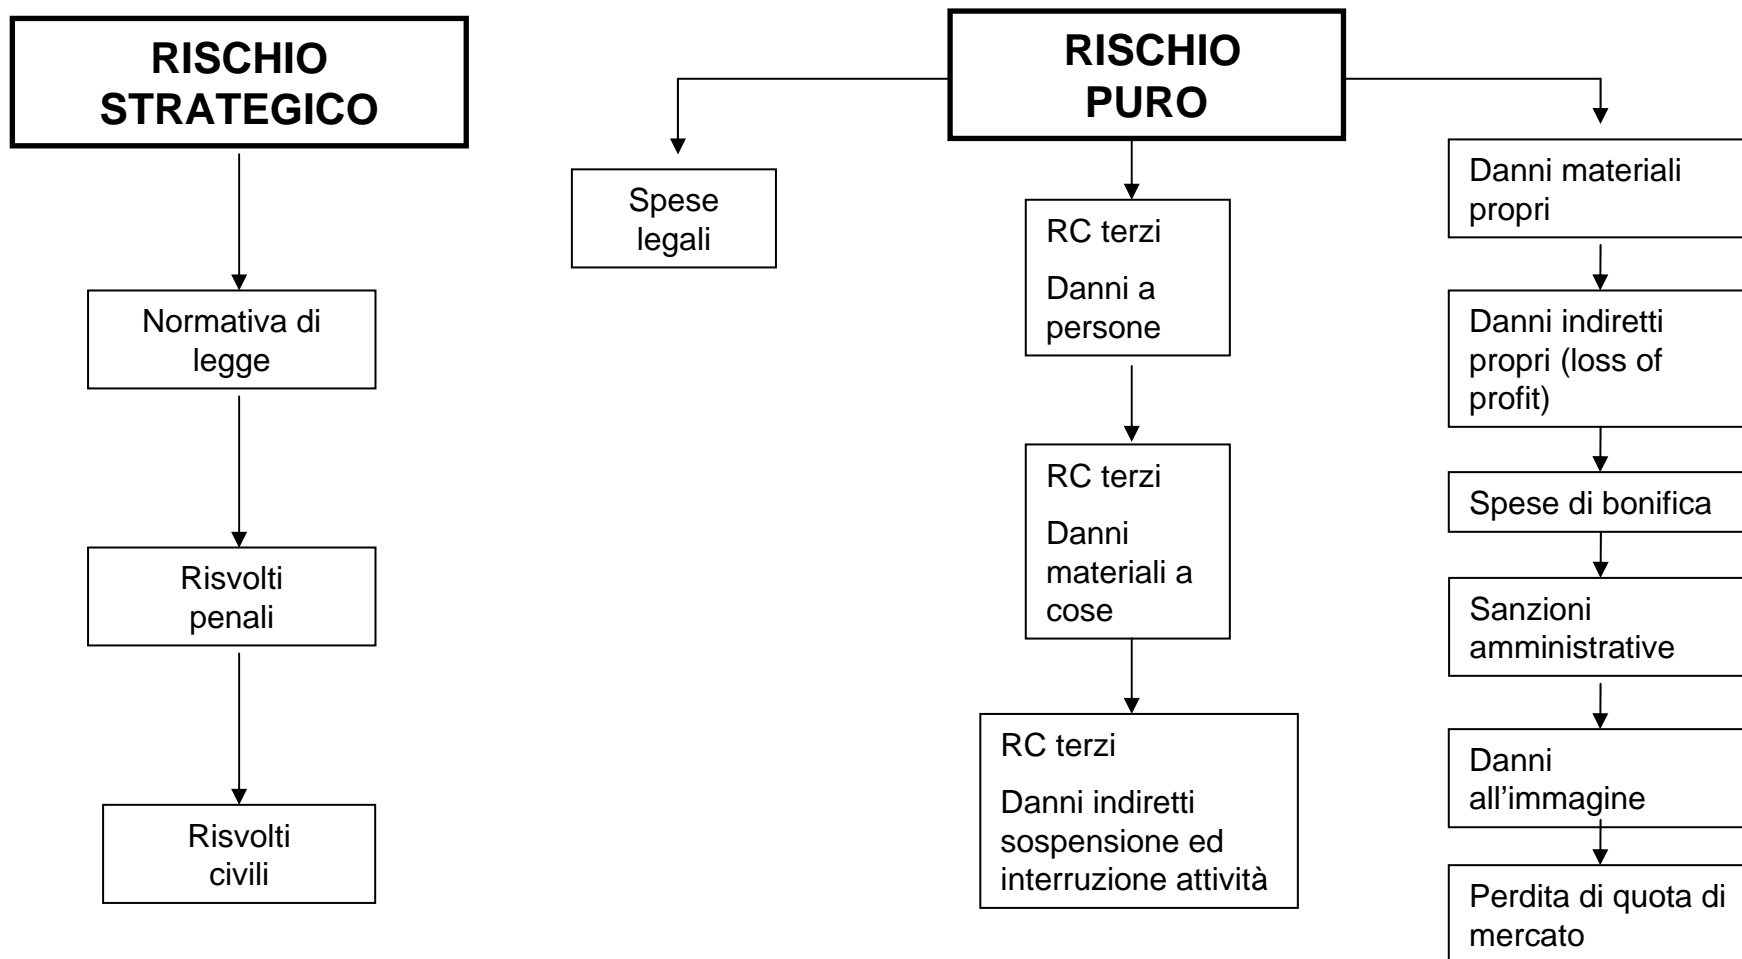 RISCHIO
STRATEGICO
Normativa di
legge
Risvolti
penali
Risvolti
civili
RISCHIO
PURO
Spese
legali
RC terzi
Danni a
persone
RC terzi
Danni
materiali a
cose
RC terzi
Danni indiretti
sospensione ed
interruzione attività
Danni materiali
propri
Danni indiretti
propri (loss of
profit)
Spese di bonifica
Sanzioni
amministrative
Danni
all’immagine
Perdita di quota di
mercato